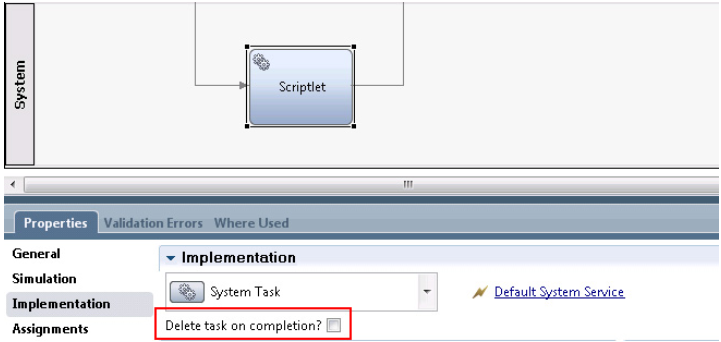 System
Scriptlet
Properties Validation Errors Where Used
General
Simulation
Implementation
Assignments
Implementation
System Task
Default System Service
Delete task on completion?